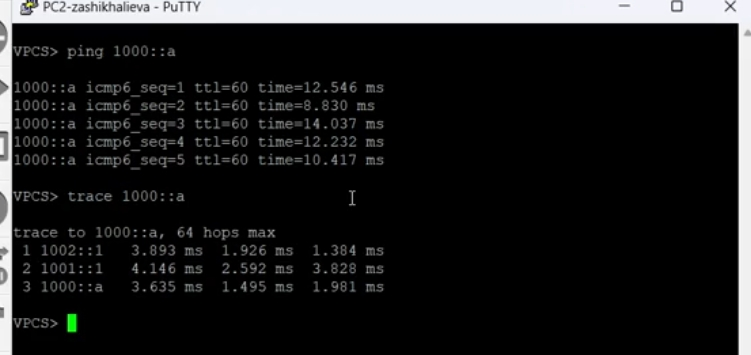 PC2-zashikhalieva - PuTTY
VPCS> ping 1000::a
1000::a icmp6_seq=1 ttl=60 time=12.546 ms
1000::a icmp6_seq=2 ttl=60 time=8.830 ms
1000::a icmp6_seq=3 ttl=60 time=14.037 ms
1000::a icmp6_seq=4 ttl=60 time=12.232 ms
1000::a icmp6_seq=5 ttl=60 time=10.417 ms
VPCS> trace 1000::a
trace to 1000::a, 64 hops max
1 1002::1   3.893 ms  1.926 ms  1.384 ms
2 1001::1   4.146 ms  2.592 ms  3.828 ms
3 1000::a   3.635 ms  1.495 ms  1.981 ms
VPCS>